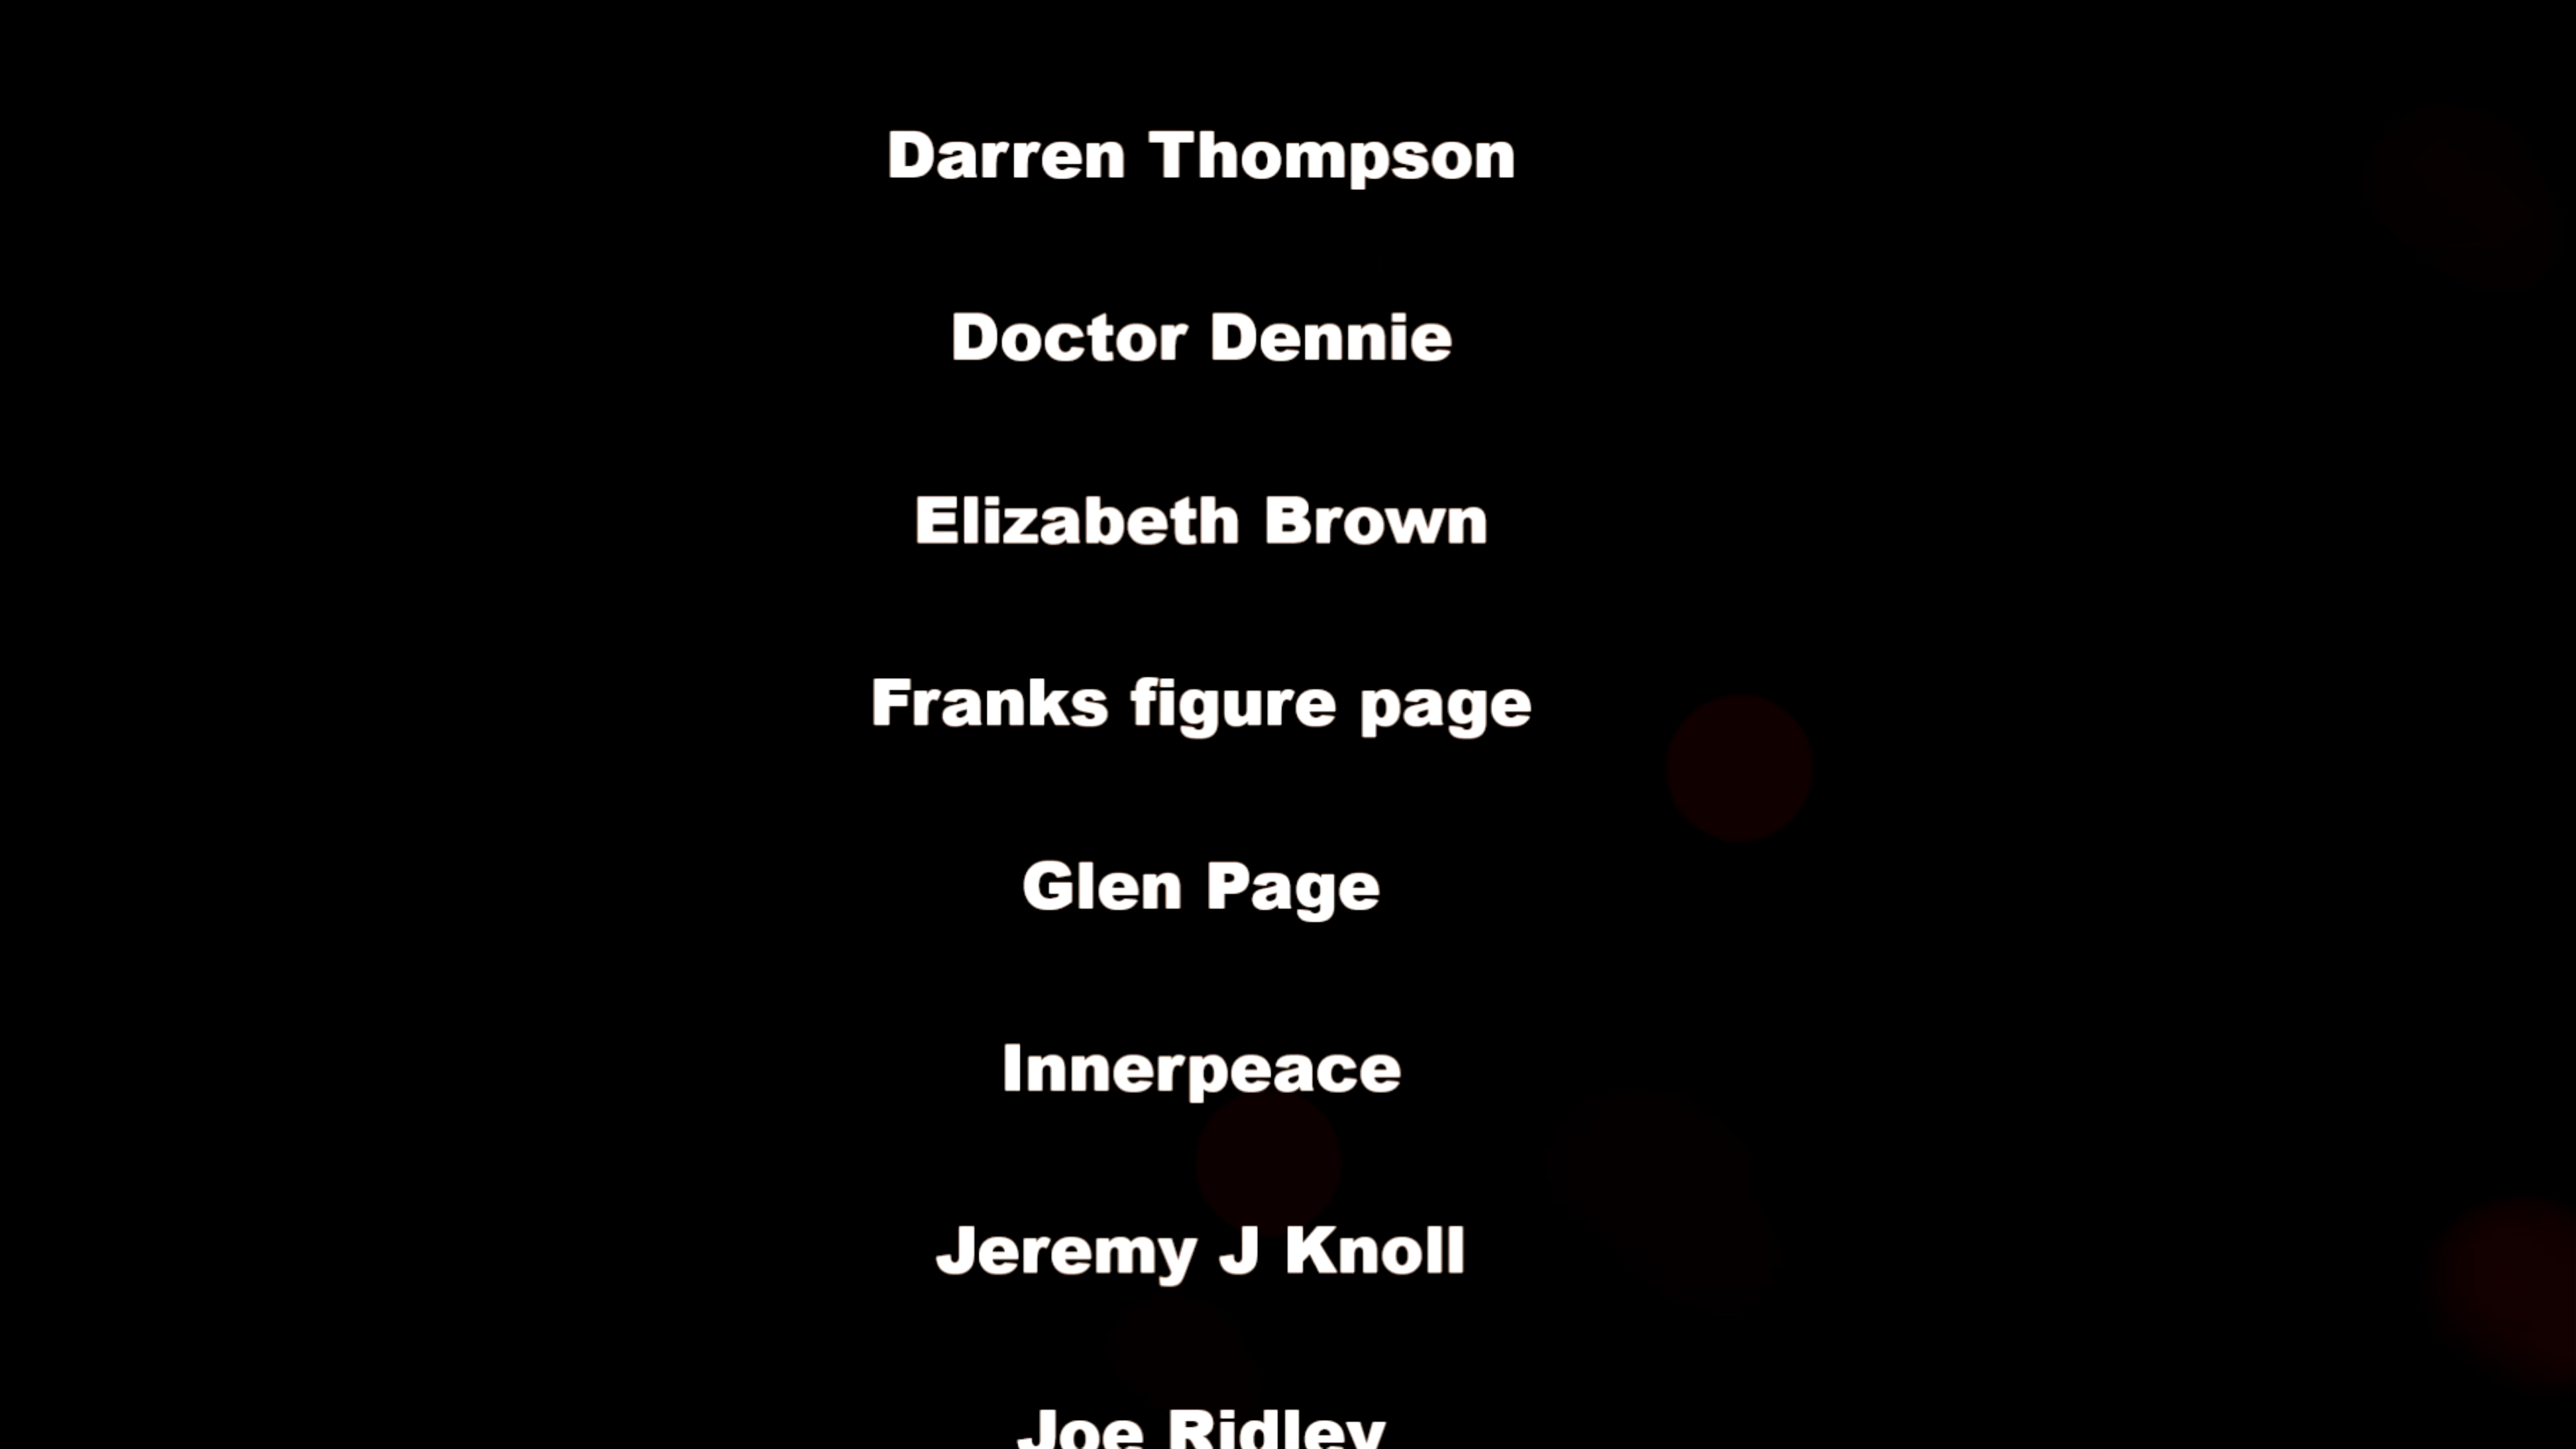 Darren Thompson
Doctor Dennie
Elizabeth Brown
Franks figure page
Glen Page
Innerpeace
Jeremy J Knoll
Joe Ridley